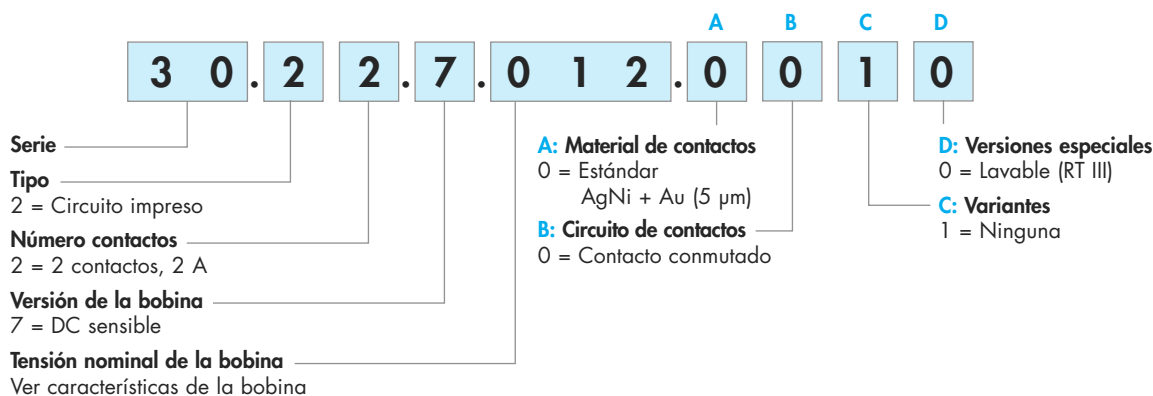 A B C D
3 0 . 2 2 . 7 . 0 1 2 . 0 0 1 0
Serie
Tipo
2 = Circuito impreso
Número contactos
2 = 2 contactos, 2 A
Versión de la bobina
7 = DC sensible
Tensión nominal de la bobina
Ver características de la bobina
A: Material de contactos
0 = Estándar
AgNi + Au (5 µm)
B: Circuito de contactos
0 = Contacto conmutado
D: Versiones especiales
0 = Lavable (RT III)
C: Variantes
1 = Ninguna